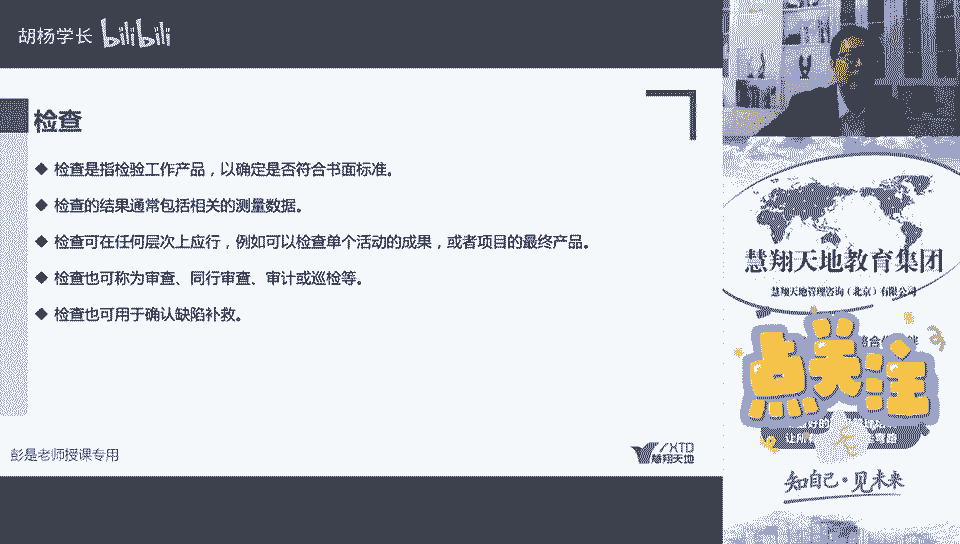 胡杨学长 bilibili
检查
◆ 检查是指检验工作产品，以确定是否符合书面标准。
◆ 检查的结果通常包括相关的测量数据。
◆ 检查可在任何层次上应行，例如可以检查单个活动的成果，或者项目的最终产品。
◆ 检查也可称为审查、同行审查、审计或巡检等。
◆ 检查也可用于确认缺陷补救。
彭是老师授课专用
慧翔天地
慧翔天地教育集团
慧翔天地管理咨询（北京）有限公司
点关注
知自己·见未来